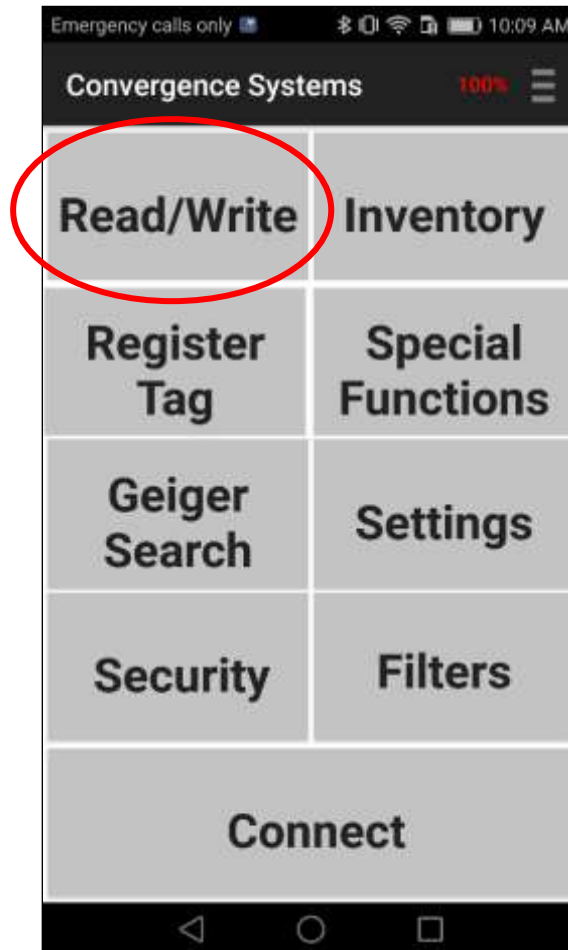 Emergency calls only 10:09 AM
Convergence Systems 100%
Read/Write
Inventory
Register
Tag
Special
Functions
Geiger
Search
Settings
Security
Filters
Connect